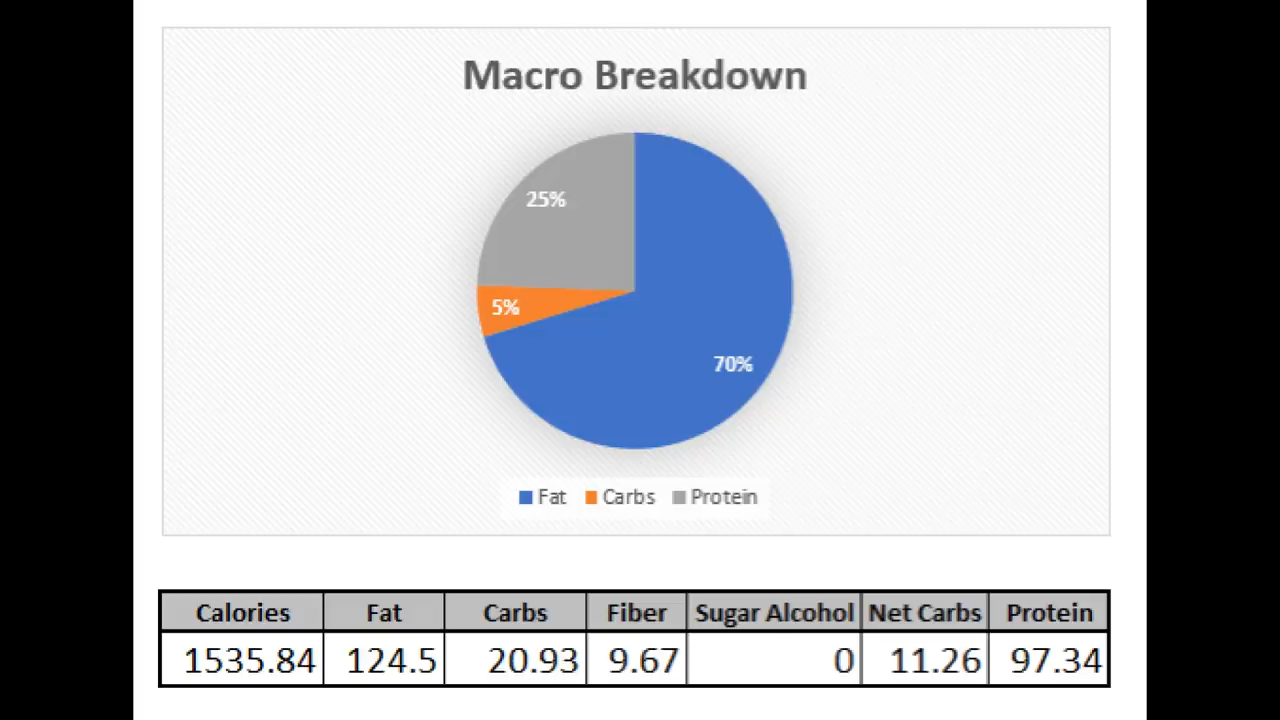 Macro Breakdown
25%
5%
70%
Fat Carbs Protein
Calories Fat Carbs Fiber Sugar Alcohol Net Carbs Protein
1535.84 124.5 20.93 9.67 0 11.26 97.34